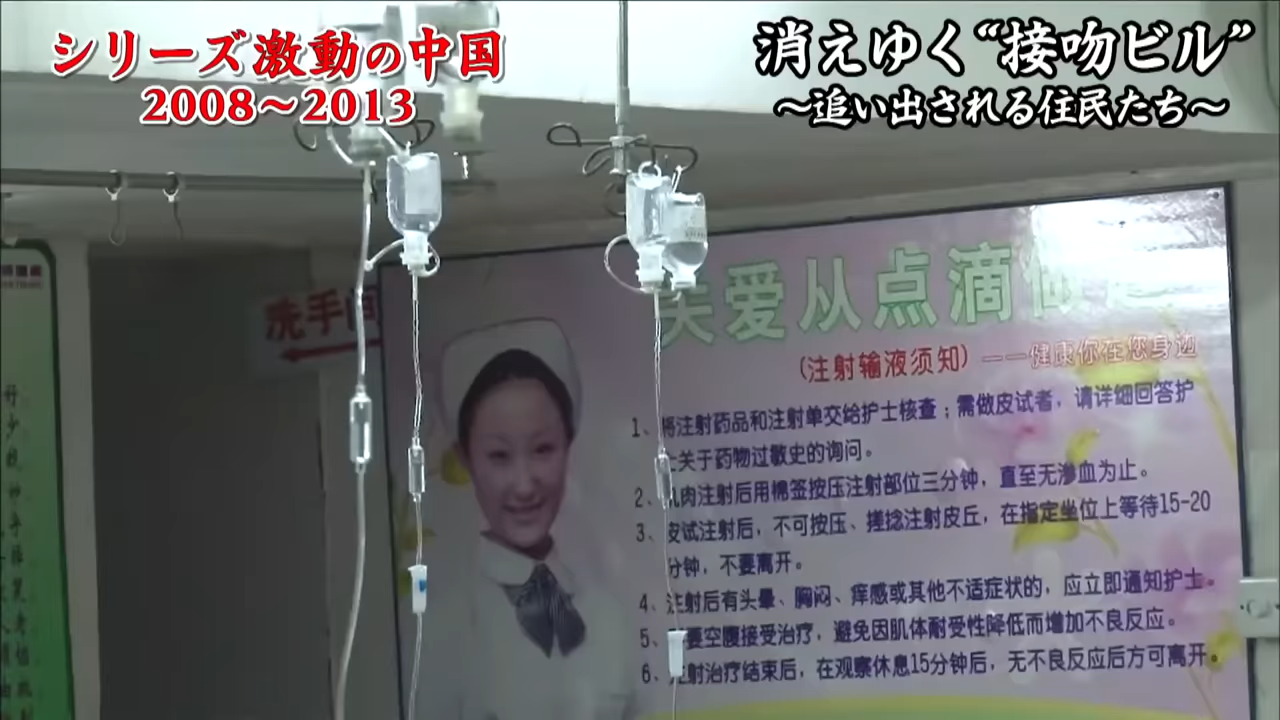 シリーズ激動の中国
2008～2013
消えゆく“接吻ビル”
～追い出される住民たち～
洗手间
关爱从点滴做起
(注射输液须知) ——健康你在您身边
1、将注射药品和注射单交给护士核查；需做皮试者，请详细回答护
士关于药物过敏史的询问。
2、肌肉注射后用棉签按压注射部位三分钟，直至无渗血为止。
3、皮试注射后，不可按压、搓捻注射皮丘，在指定坐位上等待15-20
分钟，不要离开。
4、注射后有头晕、胸闷、痒感或其他不适症状的，应立即通知护士。
5、要空腹接受治疗，避免因肌体耐受性降低而增加不良反应。
6、注射治疗结束后，在观察休息15分钟后，无不良反应后方可离开。